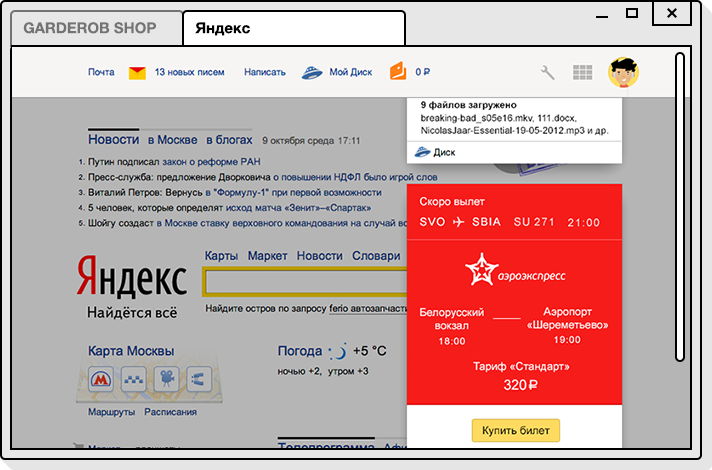 GARDEROB SHOP
Яндекс
Почта 13 новых писем Написать Мой Диск 0 ₽
9 файлов загружено
breaking-bad_s05e16.mkv, 111.docx,
NicolasJaar-Essential-19-05-2012.mp3 и др.
Диск
Новости в Москве в блогах 9 октября среда 17:11
1. Путин подписал закон о реформе РАН
2. Пресс-служба: предложение Дворковича о повышении НДФЛ было игрой слов
3. Виталий Петров: Вернусь в "Формулу-1" при первой возможности
4. 5 человек, которые определят исход матча «Зенит»–«Спартак»
5. Шойгу создаст в Москве ставку верховного командования на случай во
Скоро вылет
SVO SBIA SU 271 21:00
аэроэкспресс
Белорусский вокзал 18:00
Аэропорт «Шереметьево» 19:00
Тариф «Стандарт»
320 ₽
Купить билет
Карты Маркет Новости Словари
Яндекс
Найдётся всё
Найдите остров по запросу ferio автозапчасти
Карта Москвы
М
Маршруты Расписания
Погода +5 °C
ночью +2, утром +3
Телепрограмма